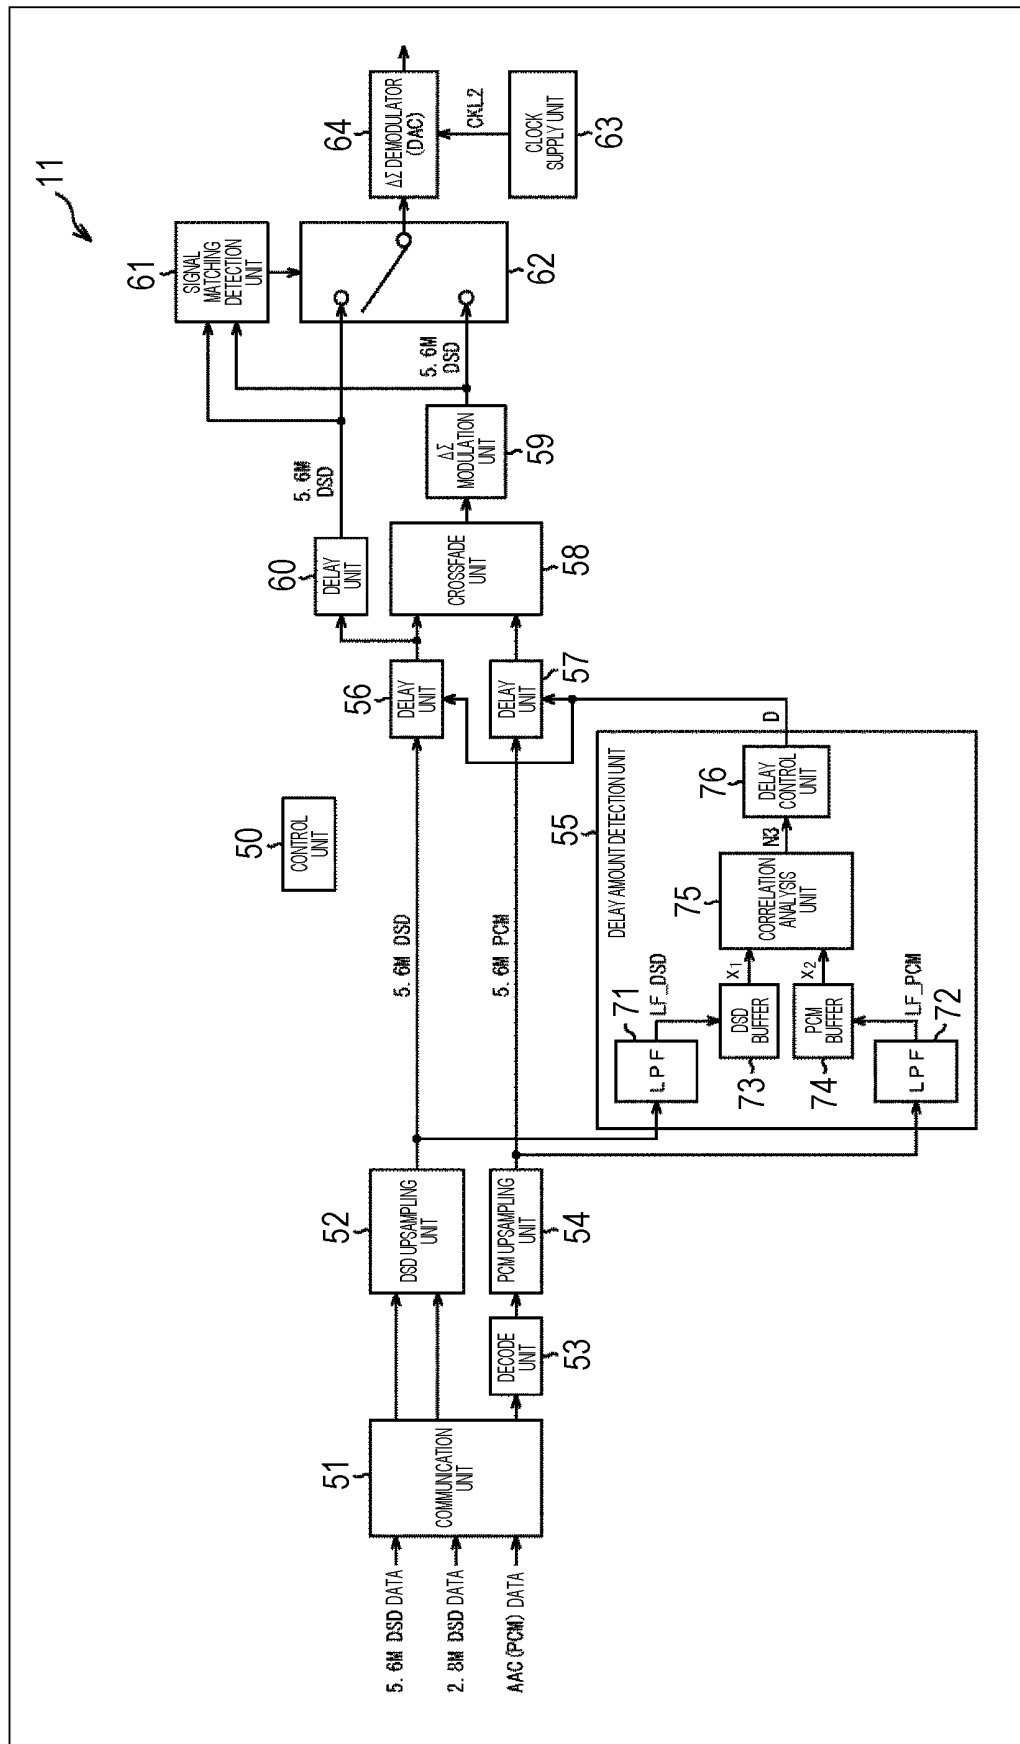 11
5.6M DSD DATA
2.8M DSD DATA
AAC(PCM) DATA
51
COMMUNICATION
UNIT
52
DSD UPSAMPLING
UNIT
DECODE
UNIT
53
PCM UPSAMPLING
UNIT
54
5.6M DSD
5.6M PCM
50
CONTROL
UNIT
DELAY AMOUNT DETECTION UNIT
55
71
LPF
LF_DSD
DSD
BUFFER
73
X1
PCM
BUFFER
74
X2
LF_PCM
LPF
72
75
CORRELATION
ANALYSIS
UNIT
N3
76
DELAY
CONTROL
UNIT
D
56
DELAY
UNIT
DELAY
UNIT
57
60
DELAY
UNIT
CROSSFADE
UNIT
58
5.6M
DSD
ΔΣ
MODULATION
UNIT
59
5.6M
DSD
61
SIGNAL
MATCHING
DETECTION
UNIT
62
64
ΔΣ DEMODULATOR
(DAC)
CKL2
CLOCK
SUPPLY UNIT
63